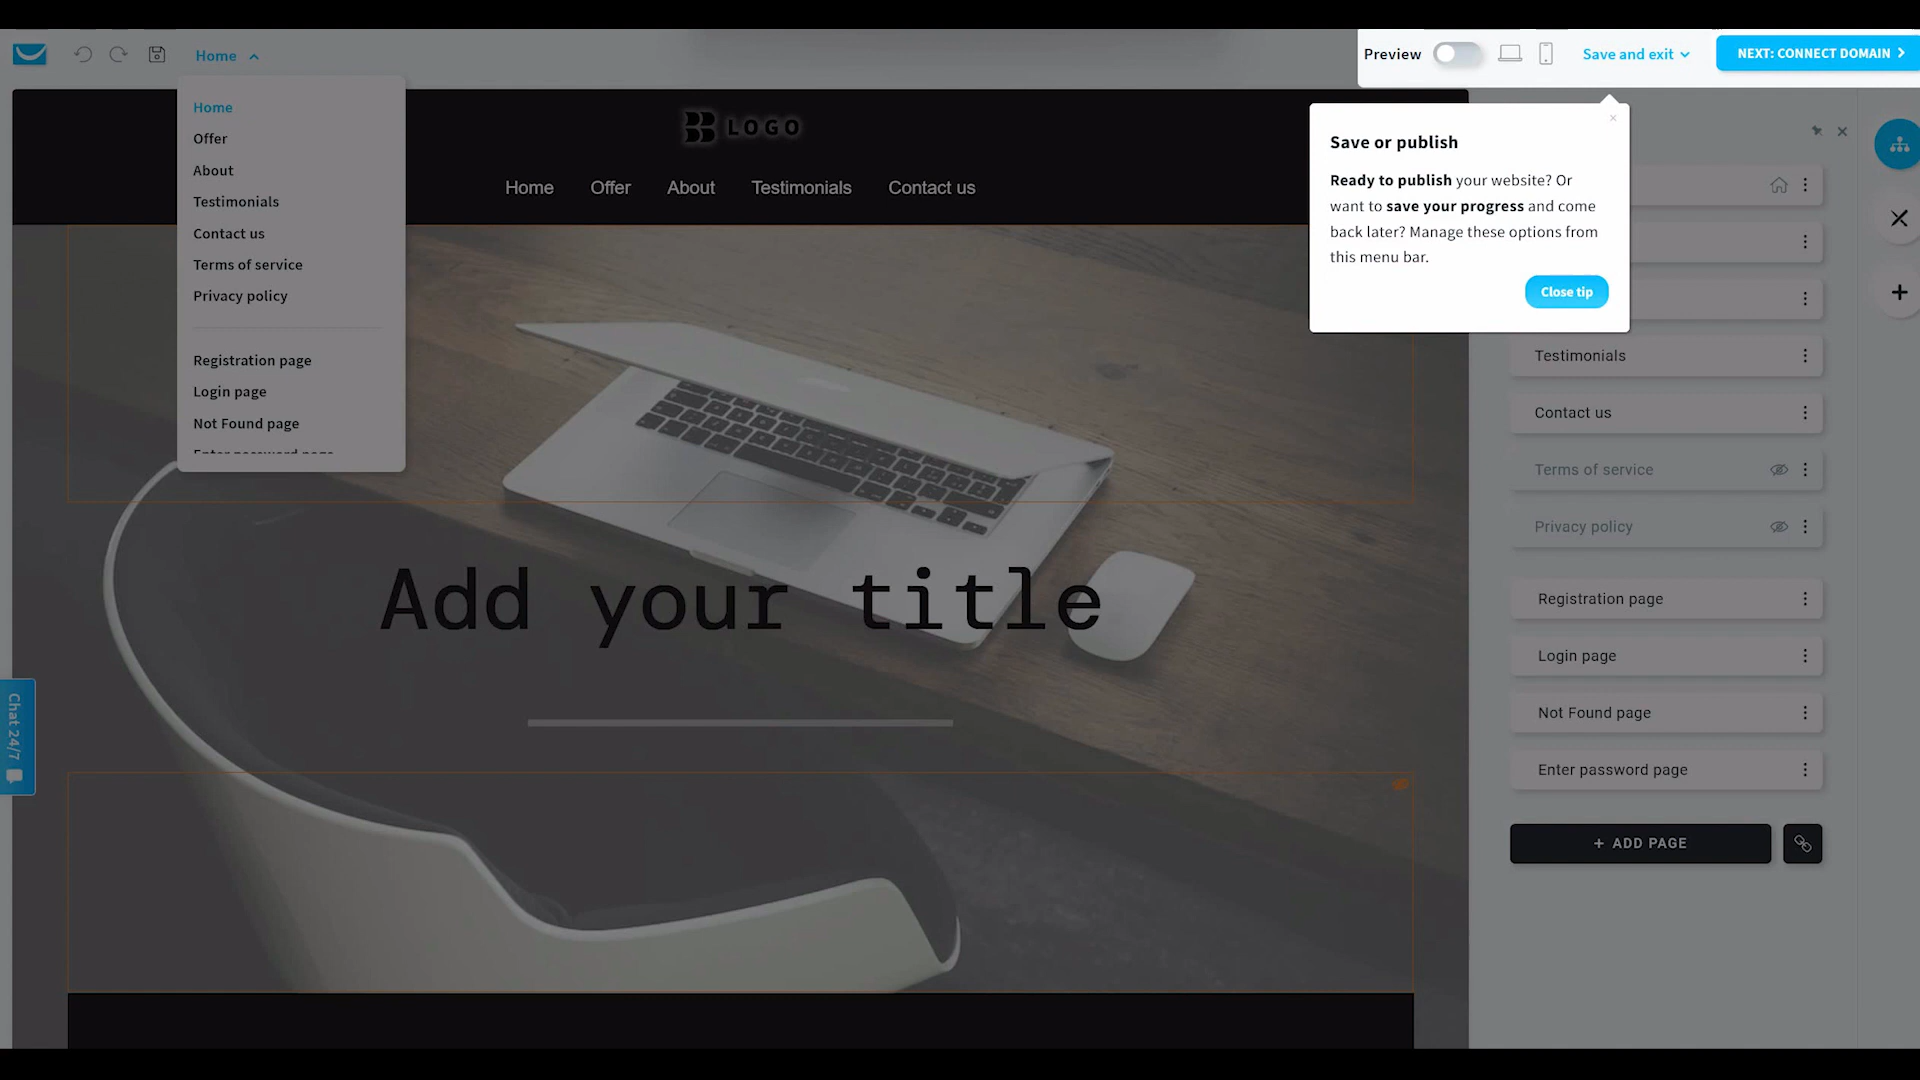 Home
Preview
Save and exit
NEXT: CONNECT DOMAIN
Home
Offer
About
Testimonials
Contact us
Terms of service
Privacy policy
Registration page
Login page
Not Found page
Enter password page
LOGO
Home Offer About Testimonials Contact us
Add your title
Save or publish
Ready to publish your website? Or
want to save your progress and come
back later? Manage these options from
this menu bar.
Close tip
Testimonials
Contact us
Terms of service
Privacy policy
Registration page
Login page
Not Found page
Enter password page
+ ADD PAGE
Chat 24/7